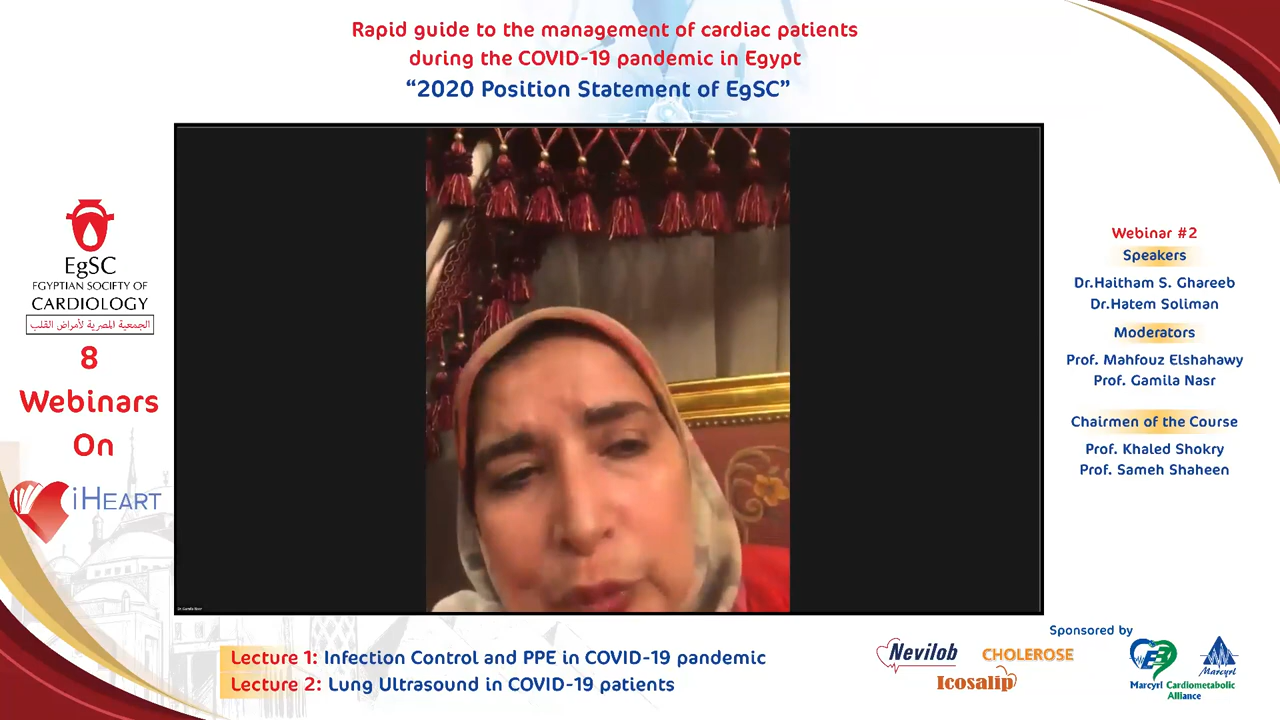 Rapid guide to the management of cardiac patients
during the COVID-19 pandemic in Egypt
“2020 Position Statement of EgSC”
EgSC
EGYPTIAN SOCIETY OF
CARDIOLOGY
الجمعية المصرية لأمراض القلب
8
Webinars
On
iHEART
Dr Gamila Nasr
Webinar #2
Speakers
Dr.Haitham S. Ghareeb
Dr.Hatem Soliman
Moderators
Prof. Mahfouz Elshahawy
Prof. Gamila Nasr
Chairmen of the Course
Prof. Khaled Shokry
Prof. Sameh Shaheen
Lecture 1: Infection Control and PPE in COVID-19 pandemic
Lecture 2: Lung Ultrasound in COVID-19 patients
Sponsored by
Nevilob
CHOLEROSE
Icosalip
Marcyrl Cardiometabolic
Alliance
Marcyrl